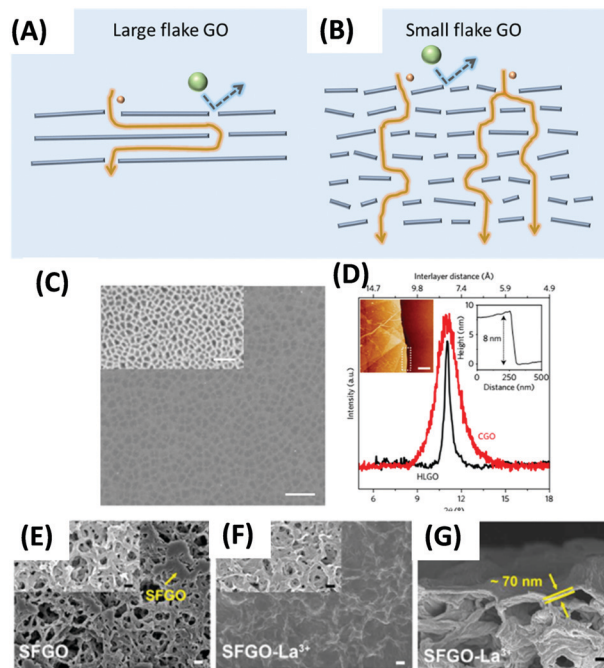 (A)
Large flake GO
(B)
Small flake GO
(C)
(D)
Interlayer distance (Å)
14.7 9.8 7.4 5.9 4.9
Intensity (a.u.)
Height (nm)
10
5
0
8 nm
0 250 500
Distance
(nm)
CGO
HLGO
6 9 12 15 18
(E)
SFGO
SFGO
(F)
SFGO-La³⁺
(G)
~ 70 nm
SFGO-La³⁺